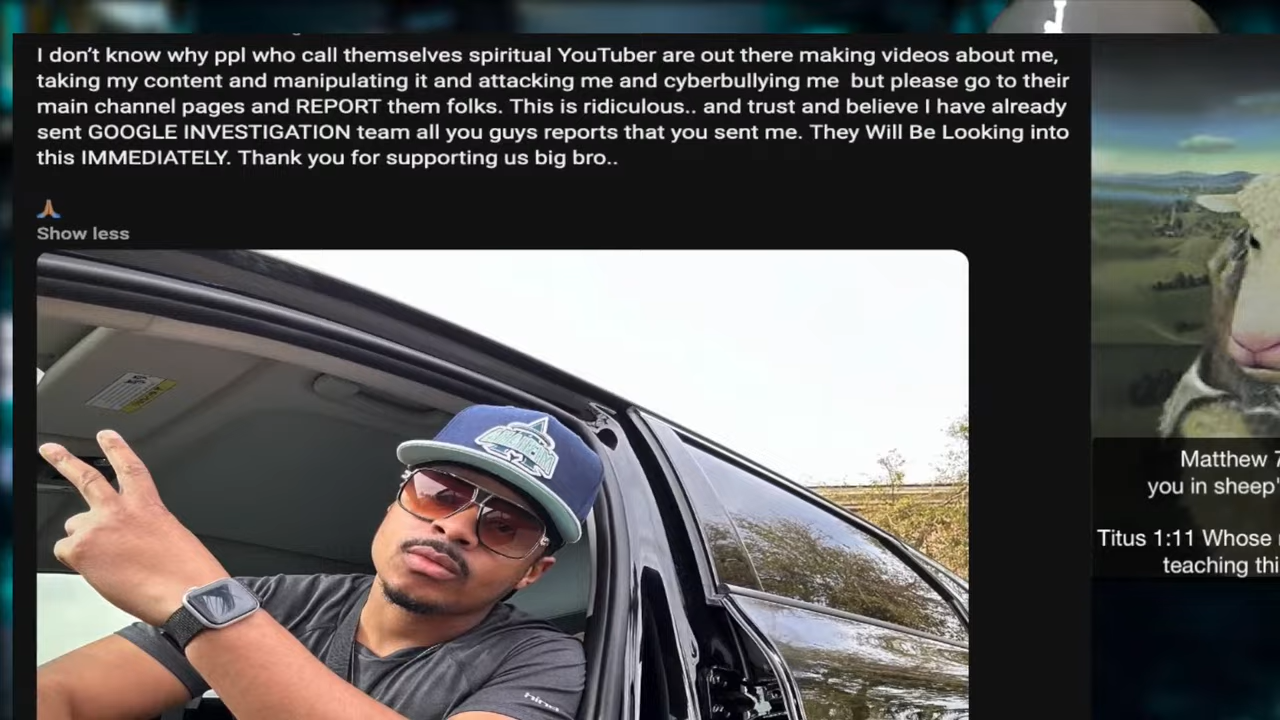 I don't know why ppl who call themselves spiritual YouTuber are out there making videos about me,
taking my content and manipulating it and attacking me and cyberbullying me  but please go to their
main channel pages and REPORT them folks. This is ridiculous.. and trust and believe I have already
sent GOOGLE INVESTIGATION team all you guys reports that you sent me. They Will Be Looking into
this IMMEDIATELY. Thank you for supporting us big bro..
Show less
Matthew 7
you in sheep'
Titus 1:11 Whose
teaching thi